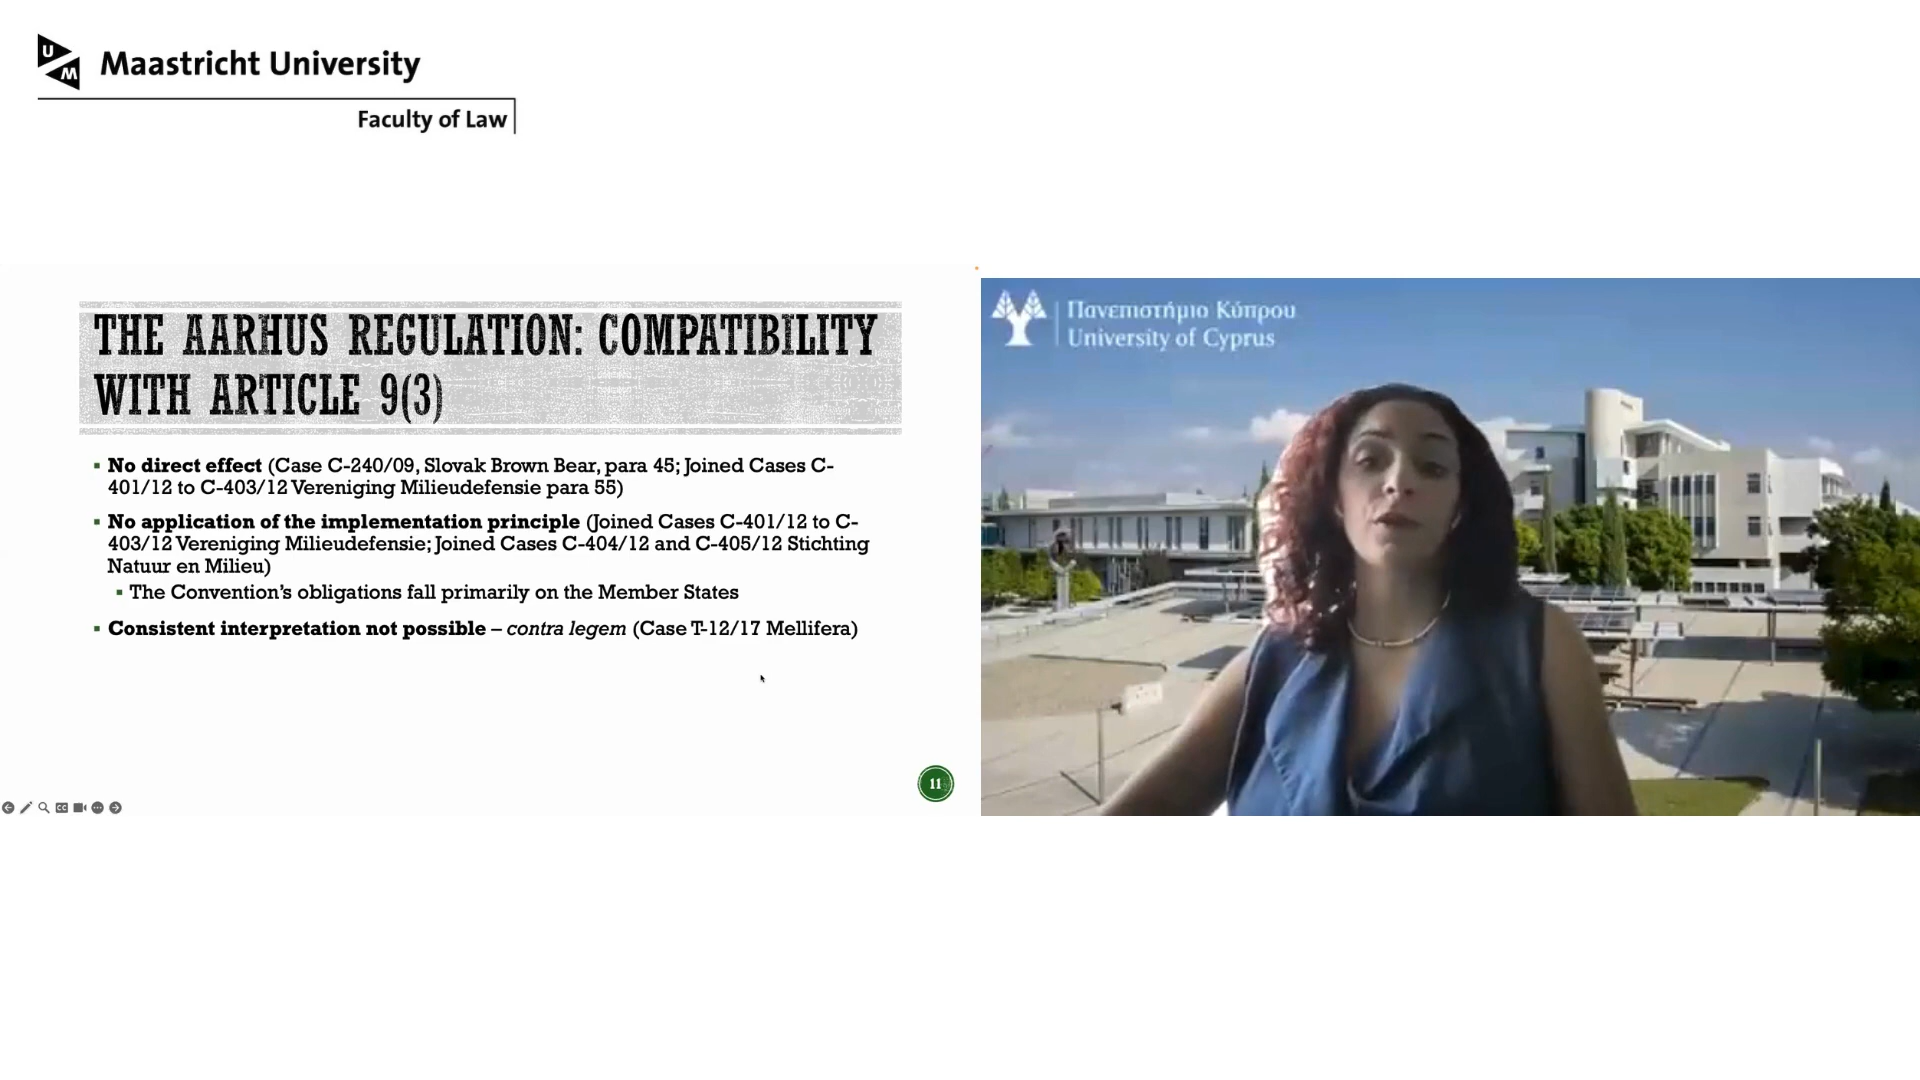 U
M
Maastricht University
Faculty of Law
THE AARHUS REGULATION: COMPATIBILITY
WITH ARTICLE 9(3)
▪ No direct effect (Case C-240/09, Slovak Brown Bear, para 45; Joined Cases C-
401/12 to C-403/12 Vereniging Milieudefensie para 55)
▪ No application of the implementation principle (Joined Cases C-401/12 to C-
403/12 Vereniging Milieudefensie; Joined Cases C-404/12 and C-405/12 Stichting
Natuur en Milieu)
▪ The Convention's obligations fall primarily on the Member States
▪ Consistent interpretation not possible – contra legem (Case T-12/17 Mellifera)
11
CC
Πανεπιστήμιο Κύπρου
University of Cyprus